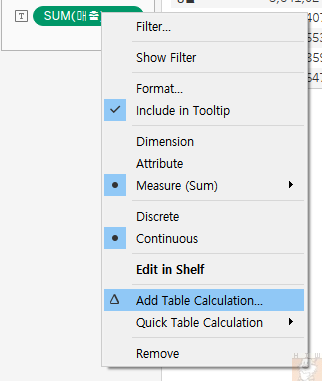 T SUM(매출)
Filter...
Show Filter
Format...
Include in Tooltip
Dimension
Attribute
Measure (Sum)
Discrete
Continuous
Edit in Shelf
Add Table Calculation...
Quick Table Calculation
Remove